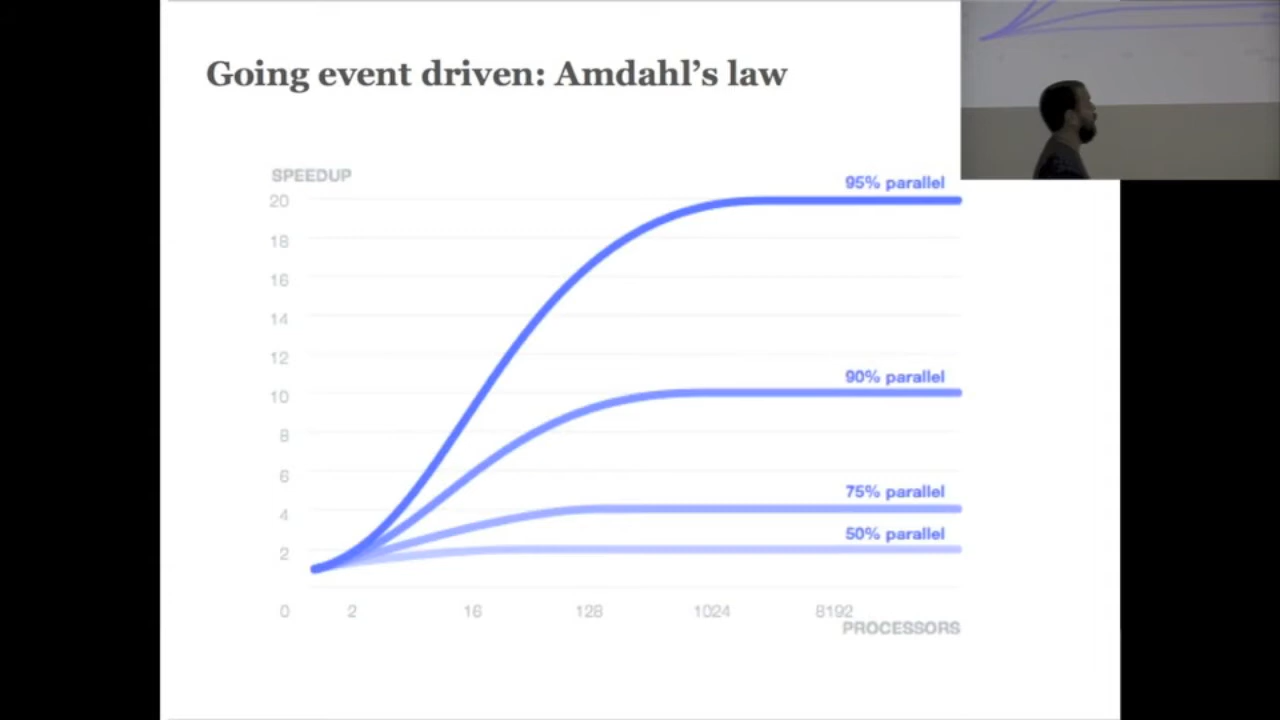 Going event driven: Amdahl's law
SPEEDUP
95% parallel
20
18
16
14
12
90% parallel
10
8
6
75% parallel
4
50% parallel
2
0 2 16 128 1024 8192
PROCESSORS